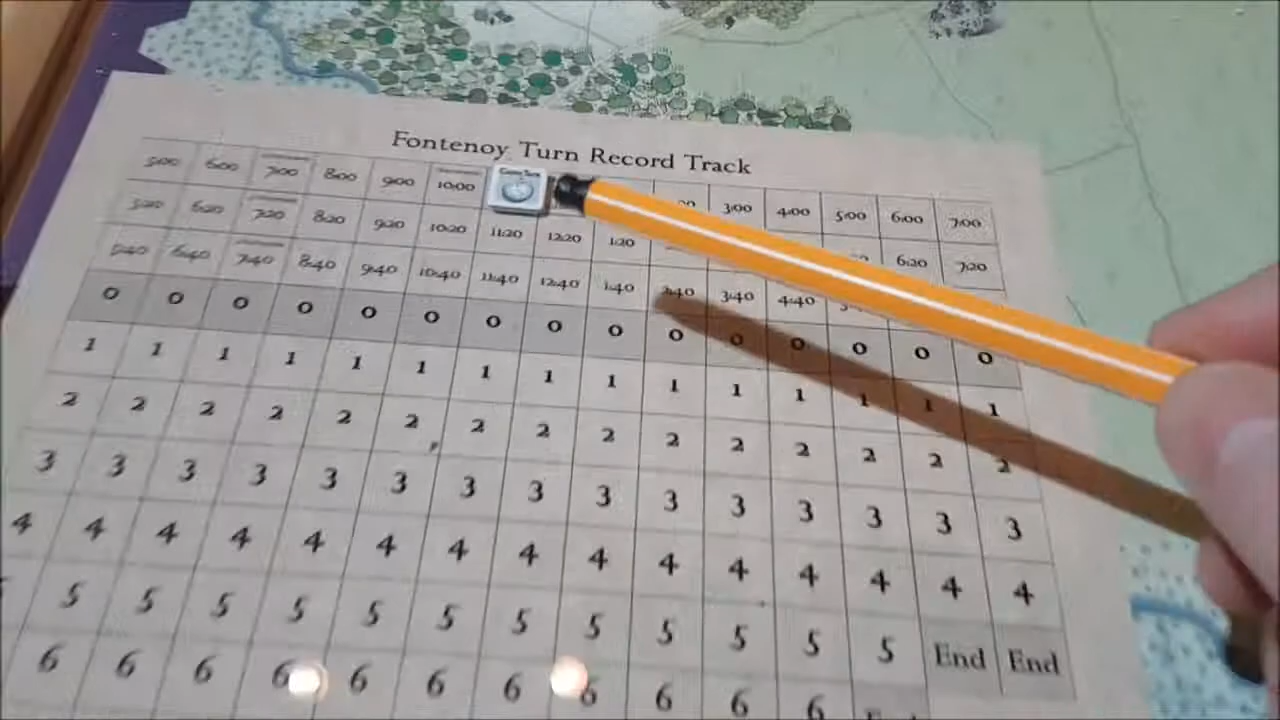 Fontenoy Turn Record Track
5:00 6:00 7:00 8:00 9:00 10:00 3:00 4:00 5:00 6:00 7:00
5:20 6:20 7:20 8:20 9:20 10:20 11:20 12:20 1:20 6:20 7:20
5:40 6:40 7:40 8:40 9:40 10:40 11:40 12:40 1:40 2:40 3:40 4:40
0 0 0 0 0 0 0 0 0 0 0 0 0 0 0
1 1 1 1 1 1 1 1 1 1 1 1 1 1 1
2 2 2 2 2 2 2 2 2 2 2 2 2 2 2
3 3 3 3 3 3 3 3 3 3 3 3 3 3 3
4 4 4 4 4 4 4 4 4 4 4 4 4 4 4
5 5 5 5 5 5 5 5 5 5 5 5 End End
6 6 6 6 6 6 6 6 6 6 6